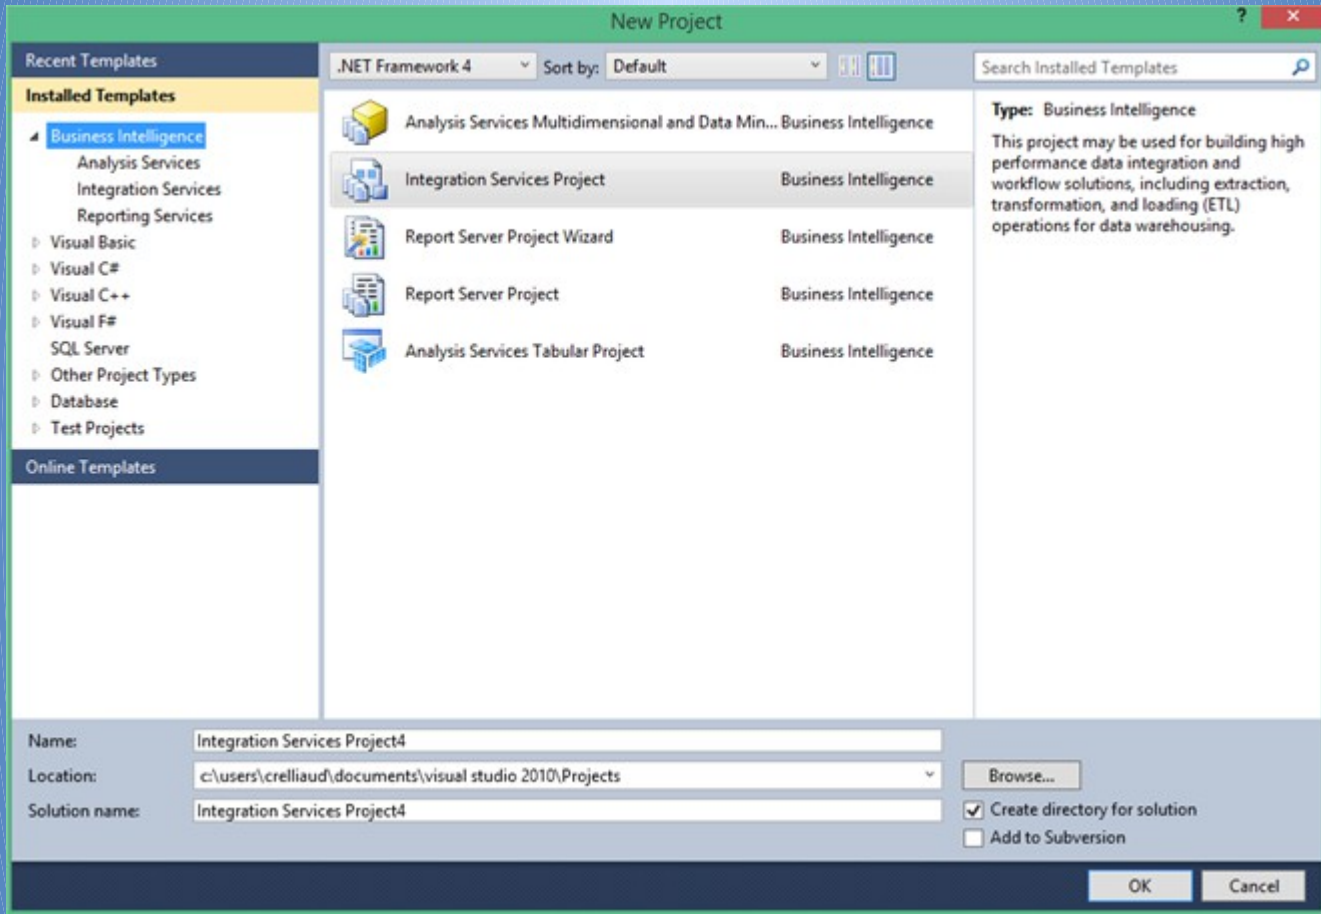 New Project
?
Recent Templates
Installed Templates
Business Intelligence
Analysis Services
Integration Services
Reporting Services
Visual Basic
Visual C#
Visual C++
Visual F#
SQL Server
Other Project Types
Database
Test Projects
Online Templates
.NET Framework 4 Sort by: Default
Analysis Services Multidimensional and Data Min... Business Intelligence
Integration Services Project Business Intelligence
Report Server Project Wizard Business Intelligence
Report Server Project Business Intelligence
Analysis Services Tabular Project Business Intelligence
Search Installed Templates
Type: Business Intelligence
This project may be used for building high
performance data integration and
workflow solutions, including extraction,
transformation, and loading (ETL)
operations for data warehousing.
Name: Integration Services Project4
Location: c:\users\crelliaud\documents\visual studio 2010\Projects Browse...
Solution name: Integration Services Project4 Create directory for solution
Add to Subversion
OK Cancel